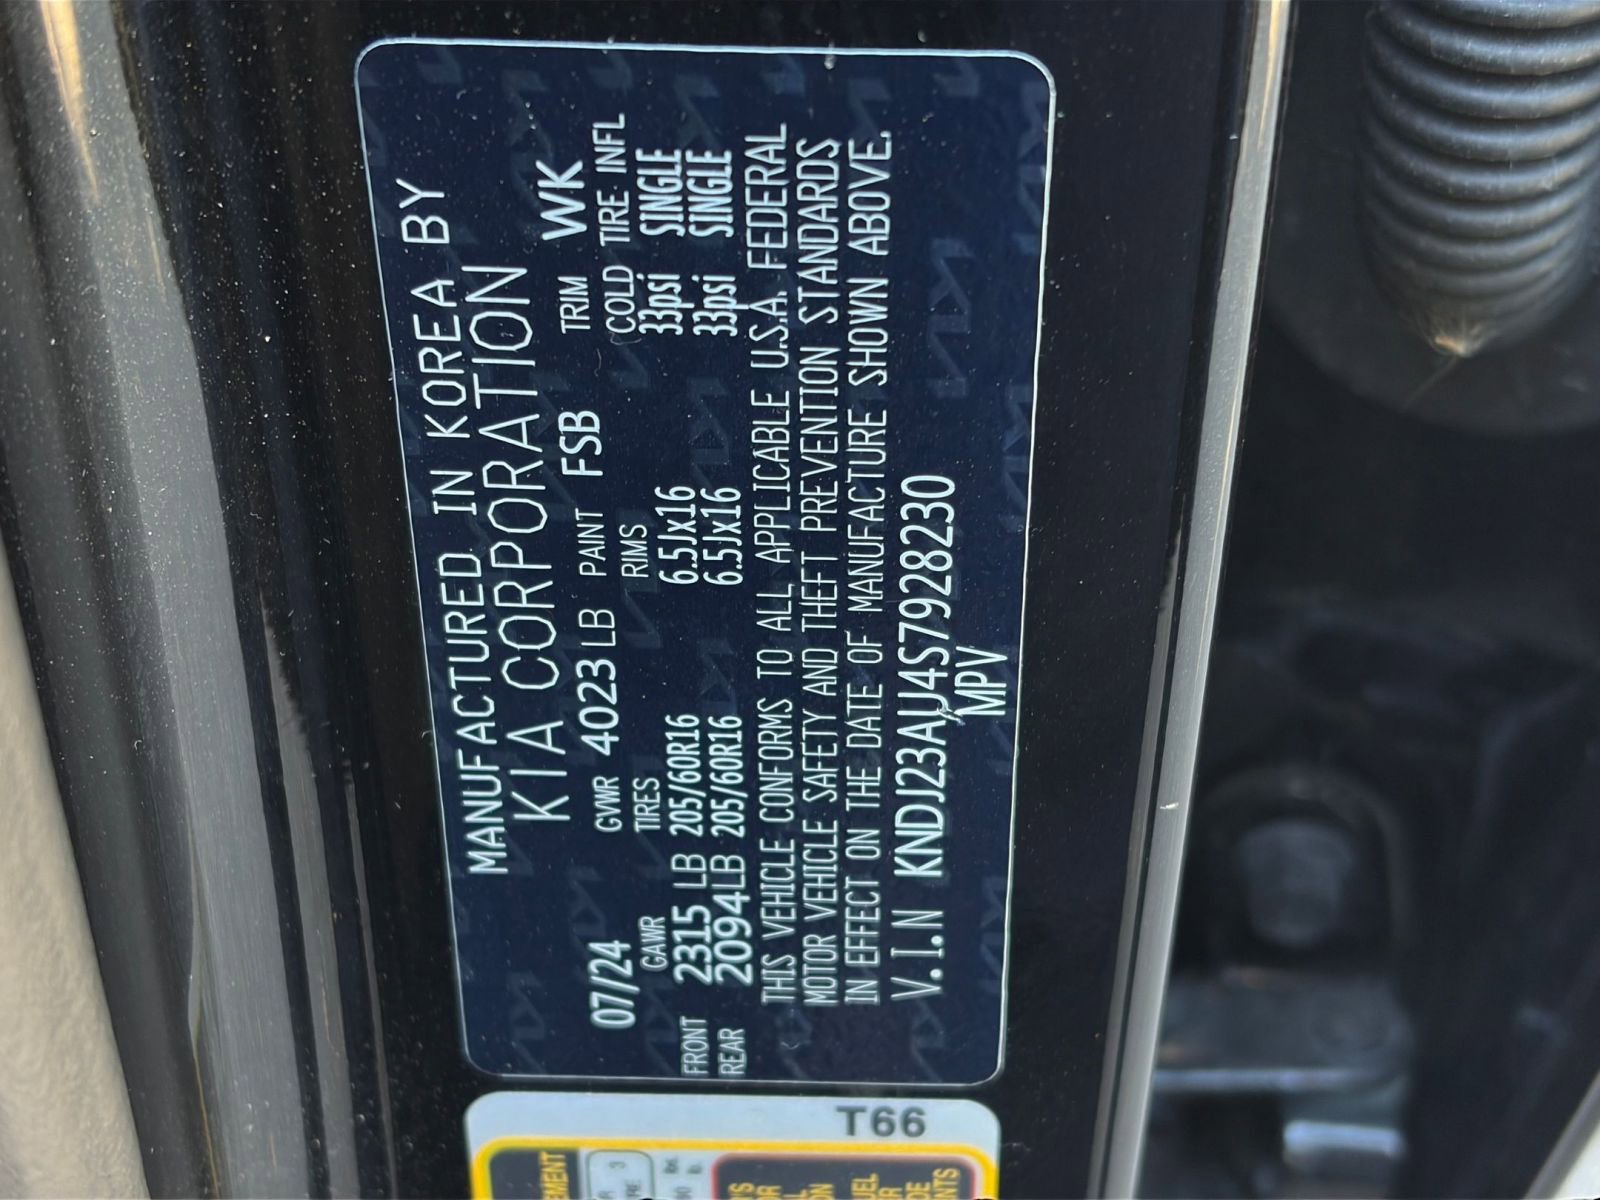 MANUFACTURED IN KOREA BY
KIA CORPORATION
07/24 GVWR 4023 LB PAINT FSB TRIM WK
GAWR TIRES RIMS COLD TIRE INFL
FRONT 2315 LB 205/60R16 6.5Jx16 33psi SINGLE
REAR 2094LB 205/60R16 6.5Jx16 33psi SINGLE
THIS VEHICLE CONFORMS TO ALL APPLICABLE U.S.A. FEDERAL
MOTOR VEHICLE SAFETY AND THEFT PREVENTION STANDARDS
IN EFFECT ON THE DATE OF MANUFACTURE SHOWN ABOVE.
V.I.N KNDJ23AU4S7928230
MPV
T66